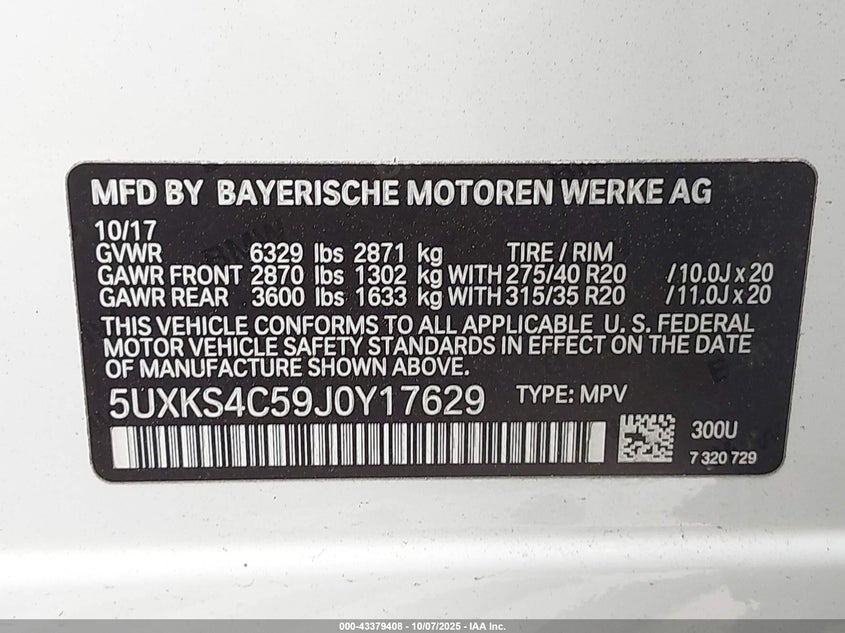 MFD BY BAYERISCHE MOTOREN WERKE AG
10/17
GVWR 6329 lbs 2871 kg TIRE / RIM
GAWR FRONT 2870 lbs 1302 kg WITH 275/40 R20 /10.0J x 20
GAWR REAR 3600 lbs 1633 kg WITH 315/35 R20 /11.0J x 20
THIS VEHICLE CONFORMS TO ALL APPLICABLE U. S. FEDERAL
MOTOR VEHICLE SAFETY STANDARDS IN EFFECT ON THE DATE
OF MANUFACTURE SHOWN ABOVE
5UXKS4C59J0Y17629 TYPE: MPV
300U
7 320 729
000-43379408 - 10/07/2025 - IAA Inc.